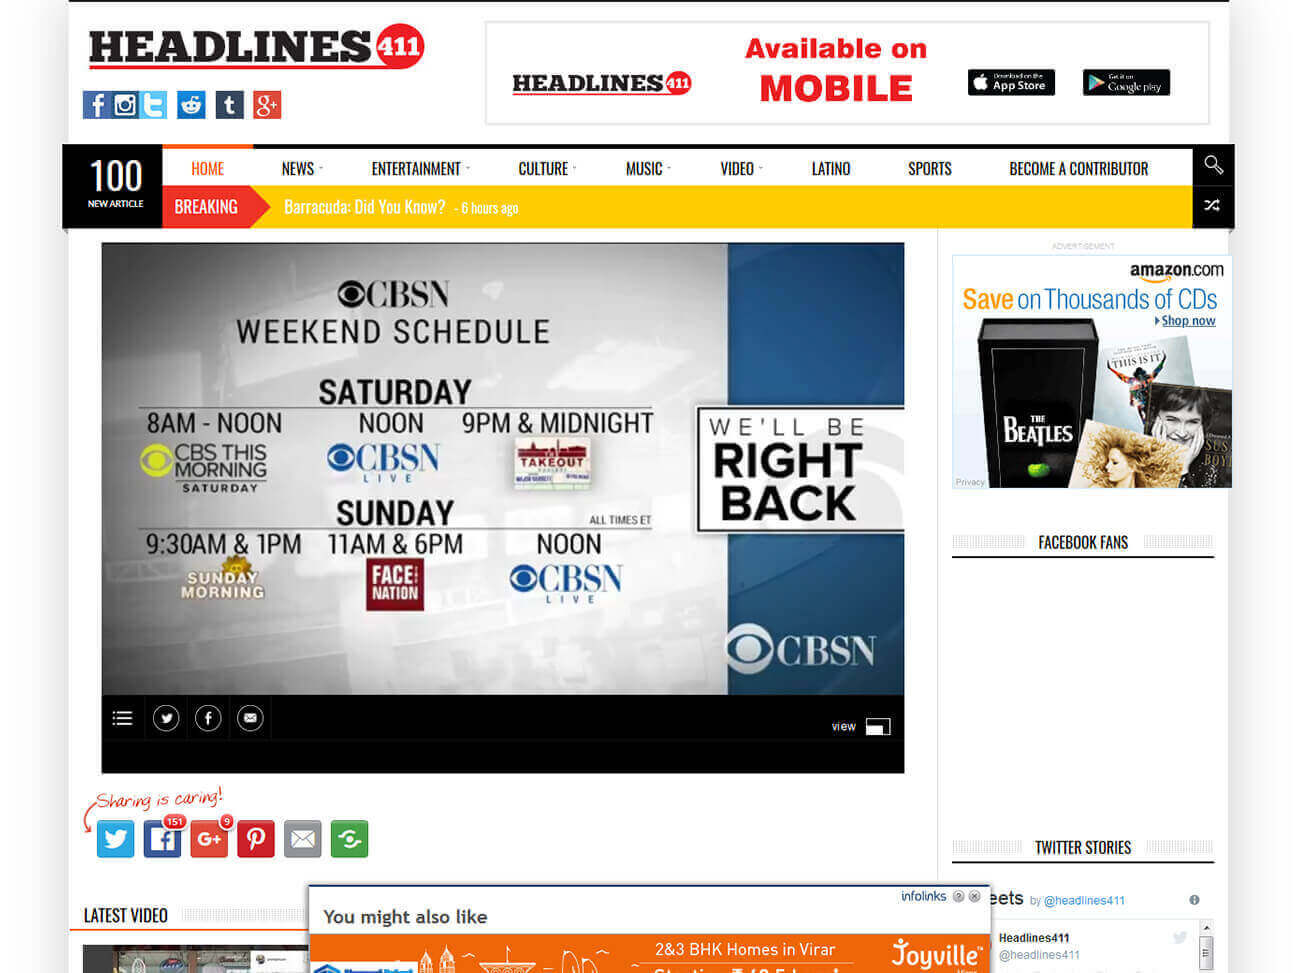 HEADLINES 411
Available on
MOBILE
HEADLINES 411
Download on the
App Store
Get it on
Google play
100
NEW ARTICLE
HOME
NEWS
ENTERTAINMENT
CULTURE
MUSIC
VIDEO
LATINO
SPORTS
BECOME A CONTRIBUTOR
BREAKING
Barracuda: Did You Know? - 6 hours ago
CBSN
WEEKEND SCHEDULE
SATURDAY
8AM - NOON
NOON
9PM & MIDNIGHT
CBS THIS
MORNING
SATURDAY
CBSN
LIVE
TAKEOUT
SUNDAY
ALL TIMES ET
9:30AM & 1PM
11AM & 6PM
NOON
SUNDAY
MORNING
FACE
NATION
CBSN
LIVE
WE'LL BE
RIGHT
BACK
CBSN
view
ADVERTISEMENT
amazon.com
Save on Thousands of CDs
Shop now
THIS IS IT
THE
BEATLES
Privacy
FACEBOOK FANS
Sharing is caring!
151
9
TWITTER STORIES
LATEST VIDEO
infolinks
You might also like
2&3 BHK Homes in Virar
Joyville
eets by @headlines411
Headlines411
@headlines411